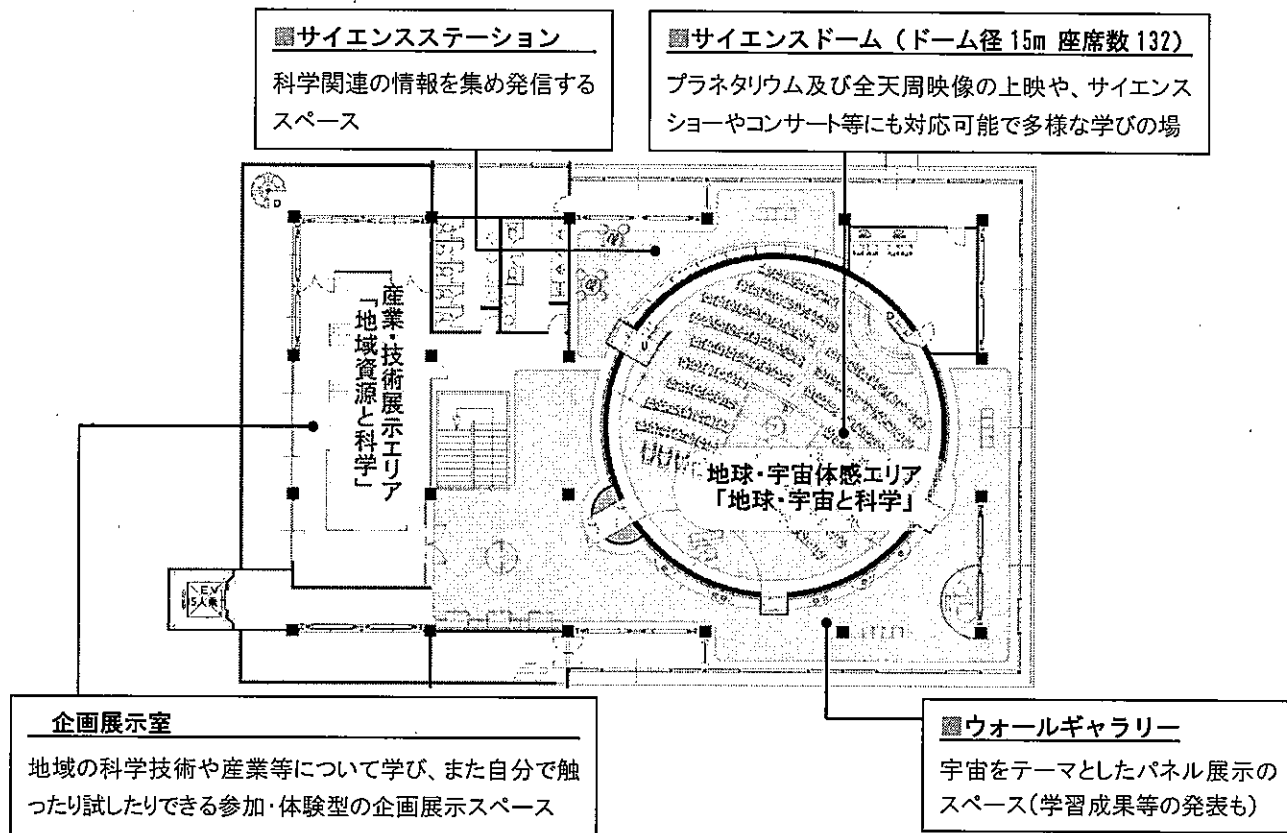 ■サイエンスステーション
科学関連の情報を集め発信する
スペース
■サイエンスドーム（ドーム径15m 座席数132）
プラネタリウム及び全天周映像の上映や、サイエンス
ショーやコンサート等にも対応可能で多様な学びの場
産業・技術展示エリア
「地域資源と科学」
地球・宇宙体感エリア
「地球・宇宙と科学」
EV
15人乗
企画展示室
地域の科学技術や産業等について学び、また自分で触
ったり試したりできる参加・体験型の企画展示スペース
■ウォールギャラリー
宇宙をテーマとしたパネル展示の
スペース（学習成果等の発表も）